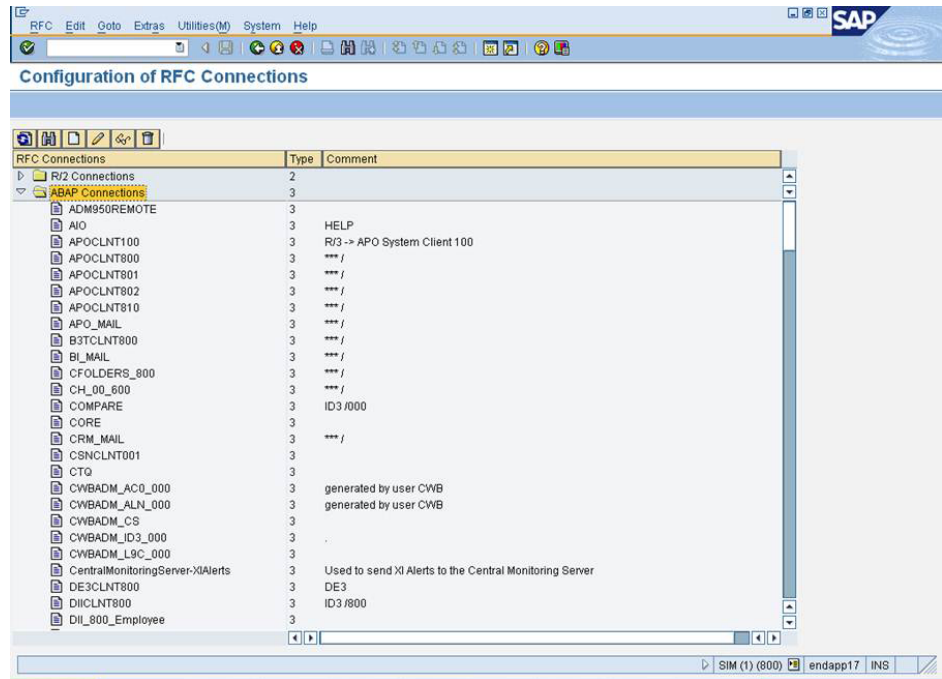 RFC Edit Goto Extras Utilities(M) System Help
SAP
Configuration of RFC Connections
RFC Connections Type Comment
R/2 Connections 2
ABAP Connections 3
ADM950REMOTE 3
AIO 3 HELP
APOCLNT100 3 R/3 -> APO System Client 100
APOCLNT800 3 *** /
APOCLNT801 3 *** /
APOCLNT802 3 *** /
APOCLNT810 3 *** /
APO_MAIL 3 *** /
B3TCLNT800 3 *** /
BI_MAIL 3 *** /
CFOLDERS_800 3 *** /
CH_00_600 3 *** /
COMPARE 3 ID3 /000
CORE 3
CRM_MAIL 3 *** /
CSNCLNT001 3
CTQ 3
CWBADM_AC0_000 3 generated by user CWB
CWBADM_ALN_000 3 generated by user CWB
CWBADM_CS 3
CWBADM_ID3_000 3 .
CWBADM_L9C_000 3
CentralMonitoringServer-XIAlerts 3 Used to send XI Alerts to the Central Monitoring Server
DE3CLNT800 3 DE3
DIICLNT800 3 ID3 /800
DII_800_Employee 3
SIM (1) (800) endapp17 INS